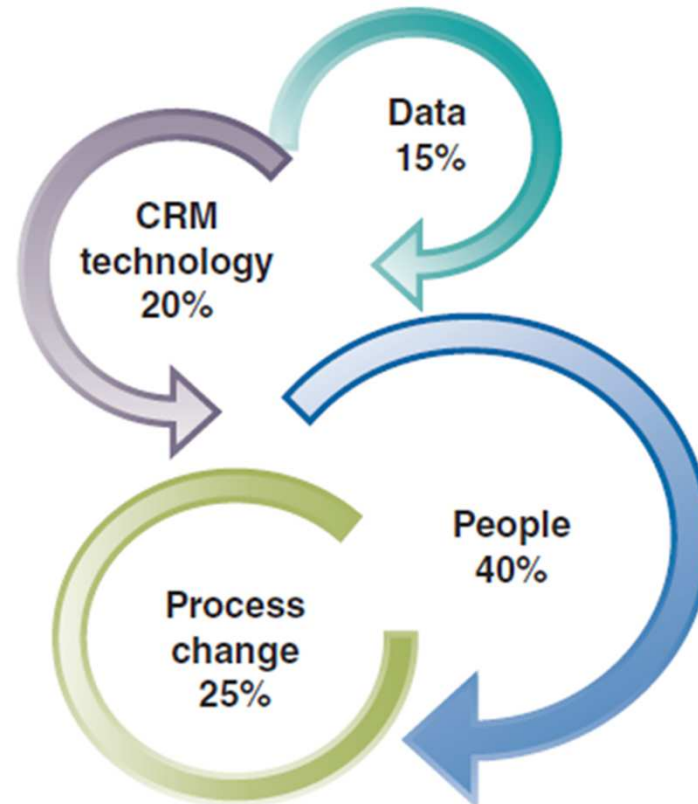 Data
15%
CRM
technology
20%
People
40%
Process
change
25%